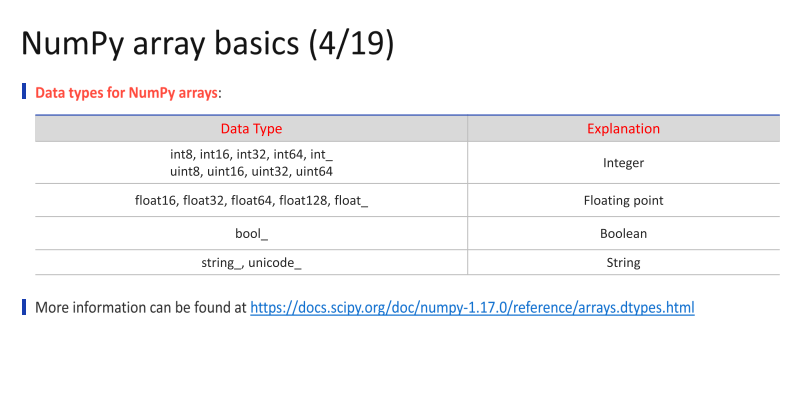 NumPy array basics (4/19)
Data types for NumPy arrays:
Data Type Explanation
int8, int16, int32, int64, int_
uint8, uint16, uint32, uint64
Integer
float16, float32, float64, float128, float_ Floating point
bool_ Boolean
string_, unicode_ String
More information can be found at https://docs.scipy.org/doc/numpy-1.17.0/reference/arrays.dtypes.html